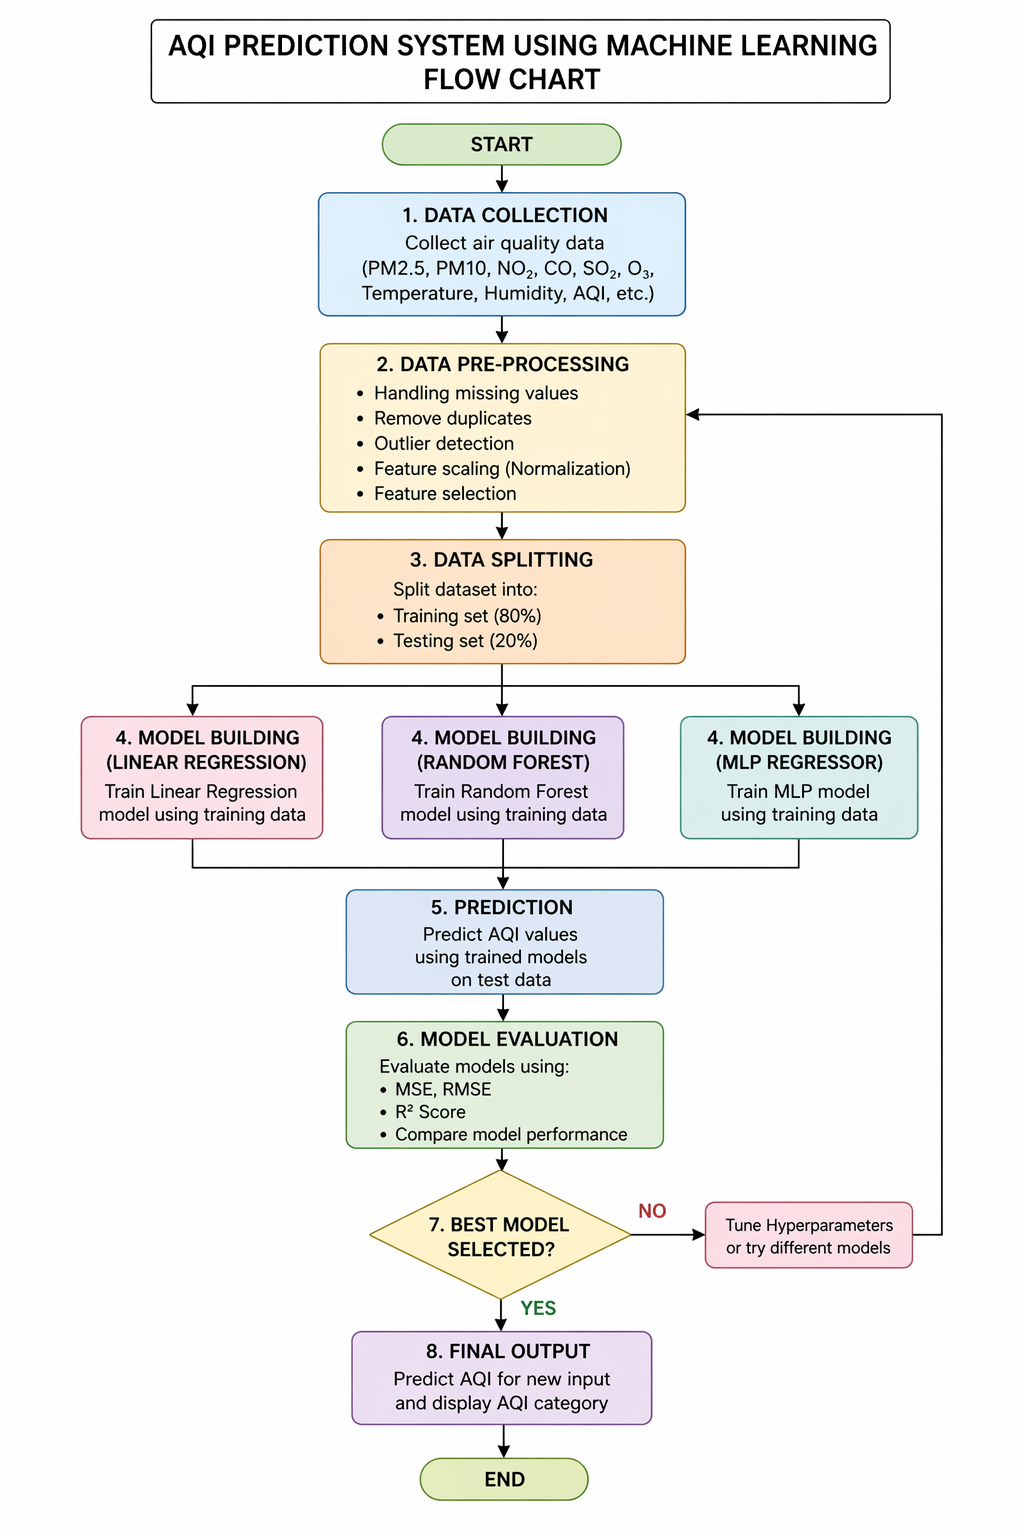 AQI PREDICTION SYSTEM USING MACHINE LEARNING
FLOW CHART
START
1. DATA COLLECTION
Collect air quality data
(PM2.5, PM10, NO₂, CO, SO₂, O₃,
Temperature, Humidity, AQI, etc.)
2. DATA PRE-PROCESSING
• Handling missing values
• Remove duplicates
• Outlier detection
• Feature scaling (Normalization)
• Feature selection
3. DATA SPLITTING
Split dataset into:
• Training set (80%)
• Testing set (20%)
4. MODEL BUILDING
(LINEAR REGRESSION)
Train Linear Regression
model using training data
4. MODEL BUILDING
(RANDOM FOREST)
Train Random Forest
model using training data
4. MODEL BUILDING
(MLP REGRESSOR)
Train MLP model
using training data
5. PREDICTION
Predict AQI values
using trained models
on test data
6. MODEL EVALUATION
Evaluate models using:
• MSE, RMSE
• R² Score
• Compare model performance
7. BEST MODEL
SELECTED?
NO
Tune Hyperparameters
or try different models
YES
8. FINAL OUTPUT
Predict AQI for new input
and display AQI category
END